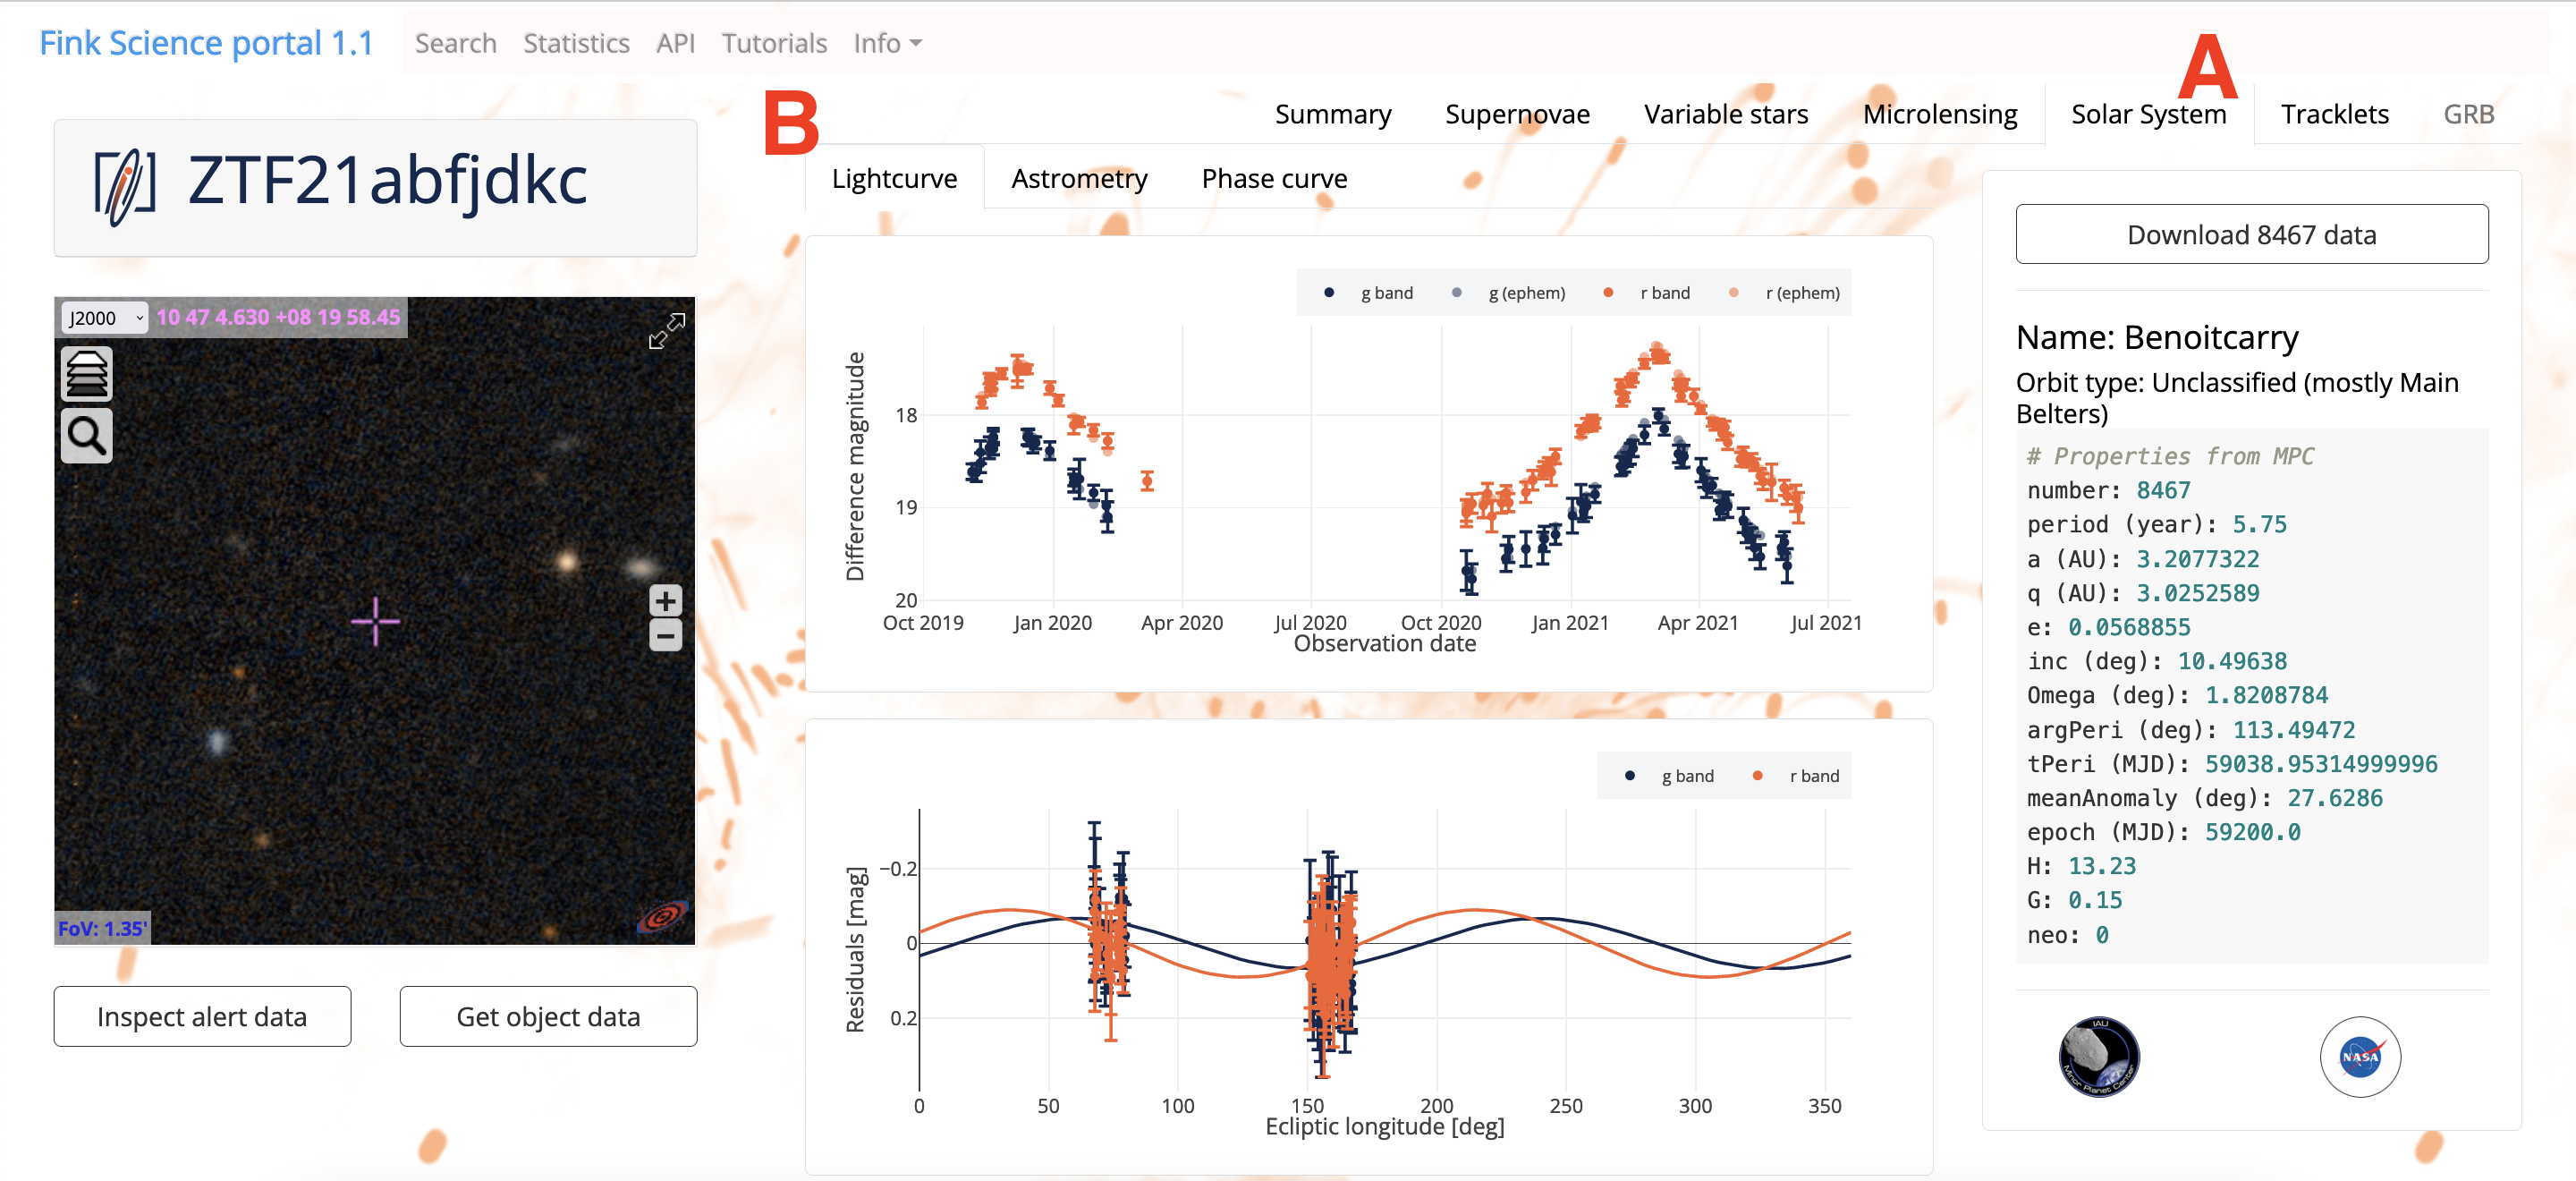 Fink Science portal 1.1 Search Statistics API Tutorials Info
A
B
Summary Supernovae Variable stars Microlensing Solar System Tracklets GRB
ZTF21abfjdkc
Lightcurve Astrometry Phase curve
J2000 10 47 4.630 +08 19 58.45
+
−
FoV: 1.35'
Inspect alert data Get object data
g band g (ephem) r band r (ephem)
Difference magnitude
18
19
20
Oct 2019 Jan 2020 Apr 2020 Jul 2020 Oct 2020 Jan 2021 Apr 2021 Jul 2021
Observation date
g band r band
Residuals [mag]
−0.2
0
0.2
0 50 100 150 200 250 300 350
Ecliptic longitude [deg]
Download 8467 data
Name: Benoitcarry
Orbit type: Unclassified (mostly Main
Belters)
# Properties from MPC
number: 8467
period (year): 5.75
a (AU): 3.2077322
q (AU): 3.0252589
e: 0.0568855
inc (deg): 10.49638
Omega (deg): 1.8208784
argPeri (deg): 113.49472
tPeri (MJD): 59038.95314999996
meanAnomaly (deg): 27.6286
epoch (MJD): 59200.0
H: 13.23
G: 0.15
neo: 0
IAU
Minor Planet Center
NASA